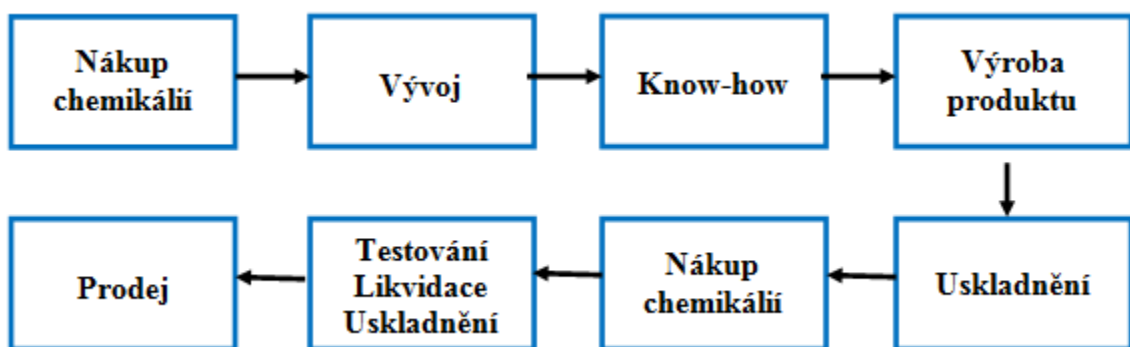 Nákup
chemikálií
Vývoj
Know-how
Výroba
produktu
Uskladnění
Nákup
chemikálií
Testování
Likvidace
Uskladnění
Prodej